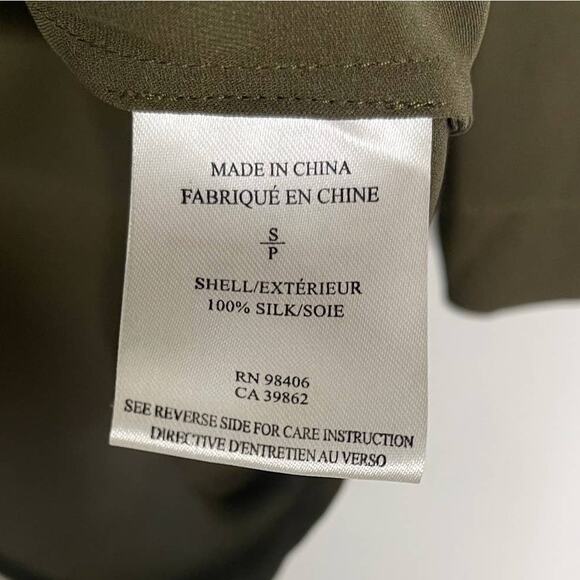 MADE IN CHINA
FABRIQUÉ EN CHINE
S
P
SHELL/EXTÉRIEUR
100% SILK/SOIE
RN 98406
CA 39862
SEE REVERSE SIDE FOR CARE INSTRUCTION
DIRECTIVE D'ENTRETIEN AU VERSO